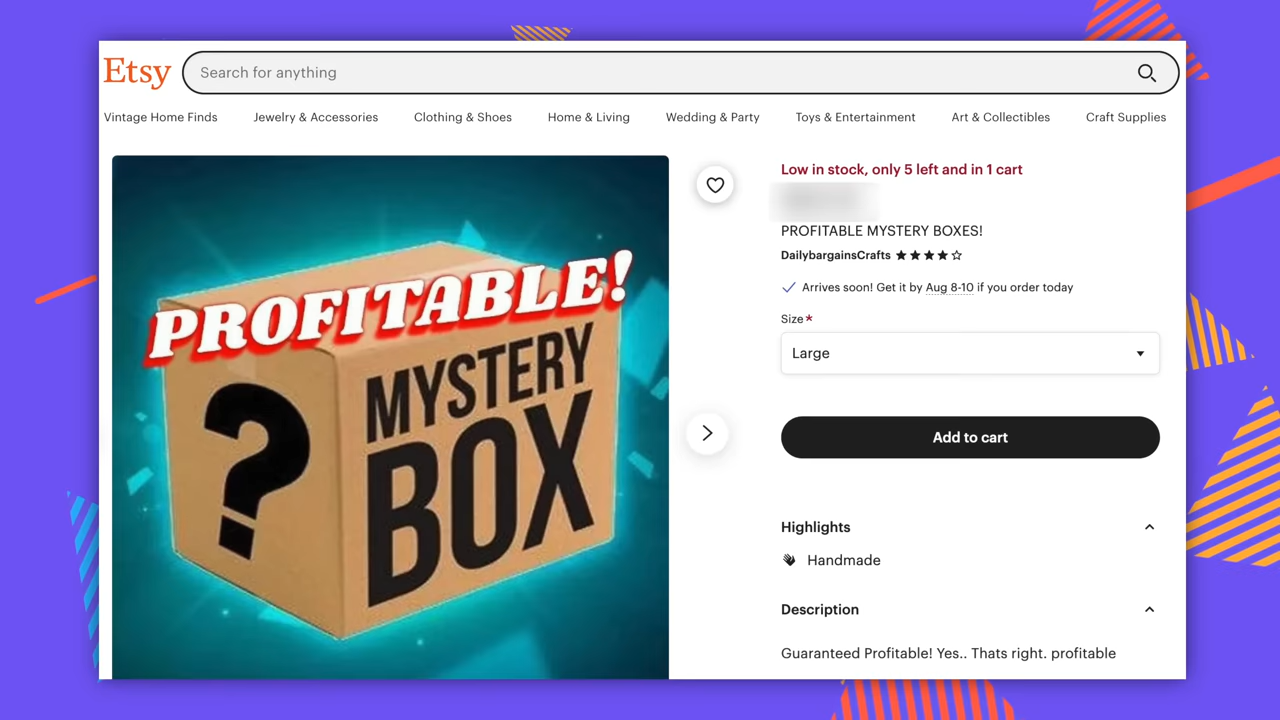 Etsy
Search for anything
Vintage Home Finds Jewelry & Accessories Clothing & Shoes Home & Living Wedding & Party Toys & Entertainment Art & Collectibles Craft Supplies
PROFITABLE!
MYSTERY
BOX
?
Low in stock, only 5 left and in 1 cart
PROFITABLE MYSTERY BOXES!
DailybargainsCrafts ★★★★☆
Arrives soon! Get it by Aug 8-10 if you order today
Size*
Large
Add to cart
Highlights
Handmade
Description
Guaranteed Profitable! Yes.. Thats right. profitable